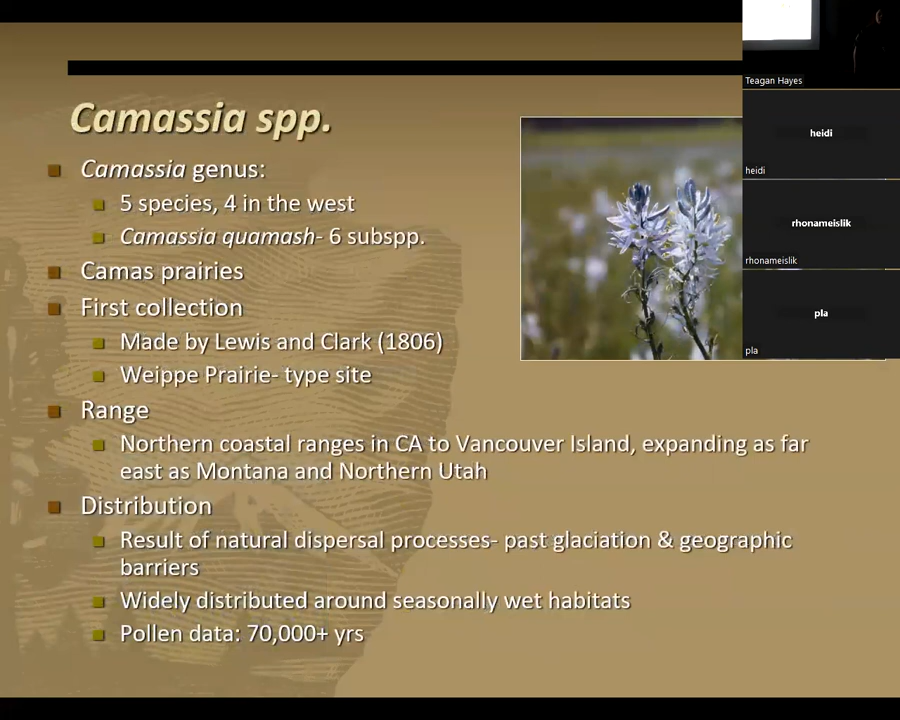 Camassia spp.
Camassia genus:
5 species, 4 in the west
Camassia quamash- 6 subspp.
Camas prairies
First collection
Made by Lewis and Clark (1806)
Weippe Prairie- type site
Range
Northern coastal ranges in CA to Vancouver Island, expanding as far
east as Montana and Northern Utah
Distribution
Result of natural dispersal processes- past glaciation & geographic
barriers
Widely distributed around seasonally wet habitats
Pollen data: 70,000+ yrs
Teagan Hayes
heidi
heidi
rhonameislik
rhonameislik
pla
pla